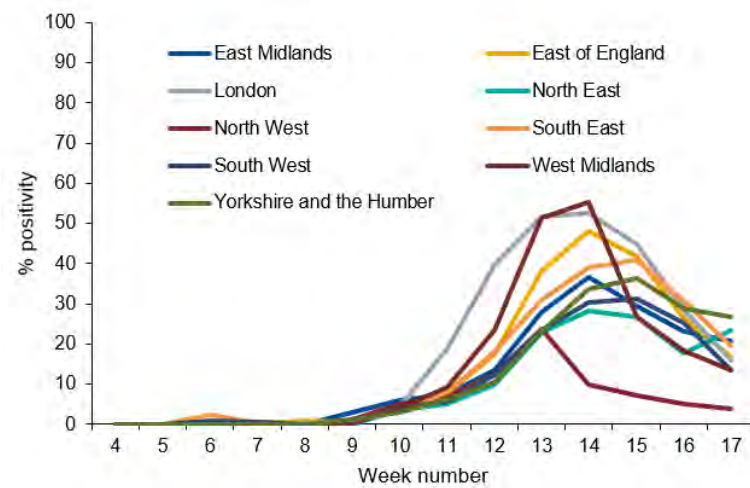 100
90
80
70
60
50
40
30
20
10
0
% positivity
East Midlands
East of England
London
North East
North West
South East
South West
West Midlands
Yorkshire and the Humber
4 5 6 7 8 9 10 11 12 13 14 15 16 17
Week number